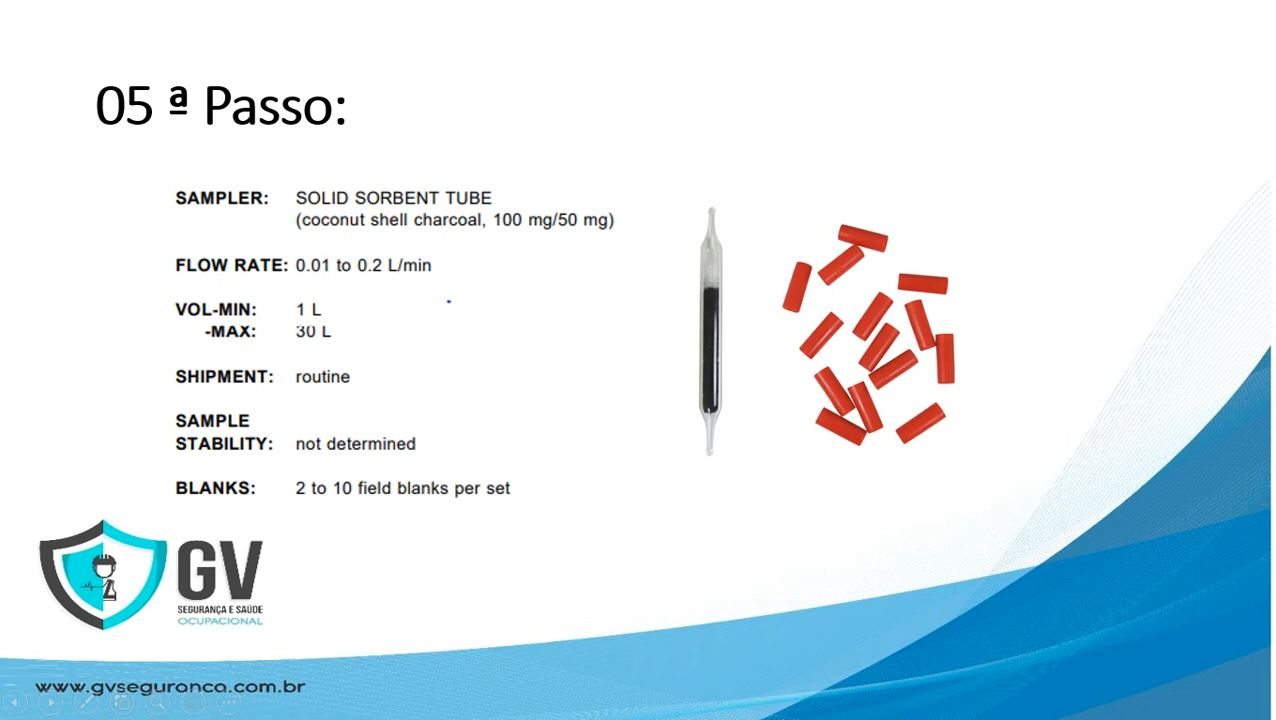 05 ª Passo:
SAMPLER: SOLID SORBENT TUBE
(coconut shell charcoal, 100 mg/50 mg)
FLOW RATE: 0.01 to 0.2 L/min
VOL-MIN: 1 L
-MAX: 30 L
SHIPMENT: routine
SAMPLE
STABILITY: not determined
BLANKS: 2 to 10 field blanks per set
GV
SEGURANÇA E SAÚDE
OCUPACIONAL
www.gvseguranca.com.br